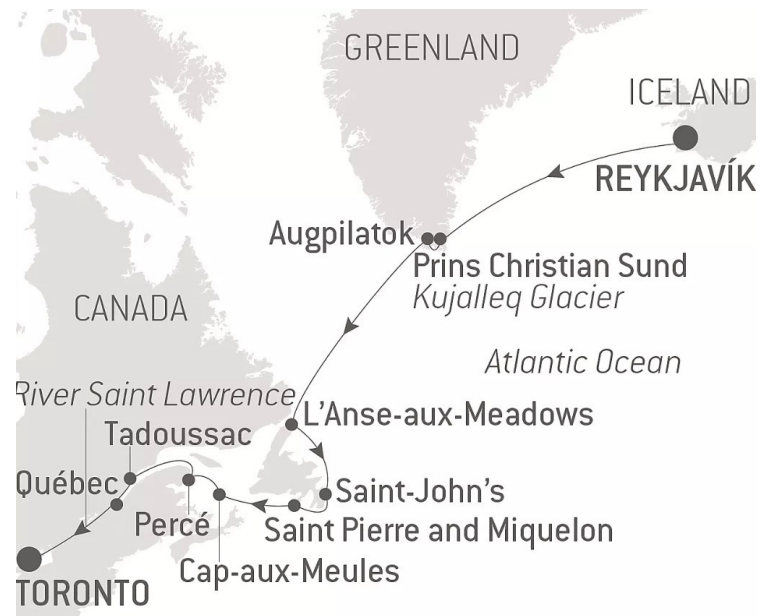 GREENLAND
ICELAND
REYKJAVÍK
Augpilatok
Prins Christian Sund
Kujalleq Glacier
CANADA
Atlantic Ocean
River Saint Lawrence
L'Anse-aux-Meadows
Tadoussac
Québec
Saint-John's
Percé
Saint Pierre and Miquelon
Cap-aux-Meules
TORONTO